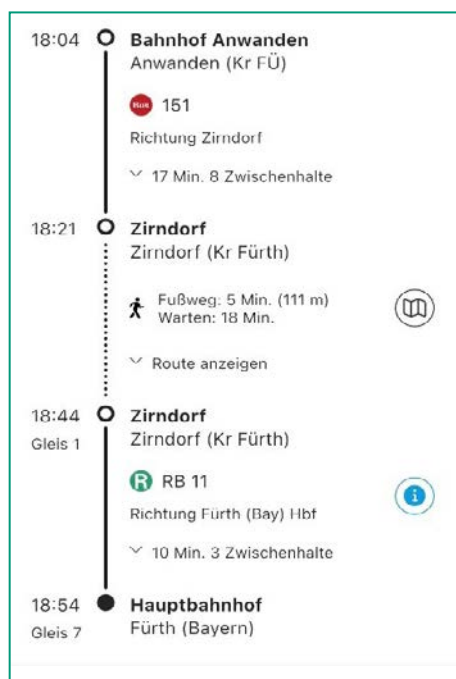 18:04 Bahnhof Anwanden
Anwanden (Kr FÜ)
Bus 151
Richtung Zirndorf
17 Min. 8 Zwischenhalte
18:21 Zirndorf
Zirndorf (Kr Fürth)
Fußweg: 5 Min. (111 m)
Warten: 18 Min.
Route anzeigen
18:44 Zirndorf
Gleis 1 Zirndorf (Kr Fürth)
R RB 11
Richtung Fürth (Bay) Hbf
10 Min. 3 Zwischenhalte
18:54 Hauptbahnhof
Gleis 7 Fürth (Bayern)